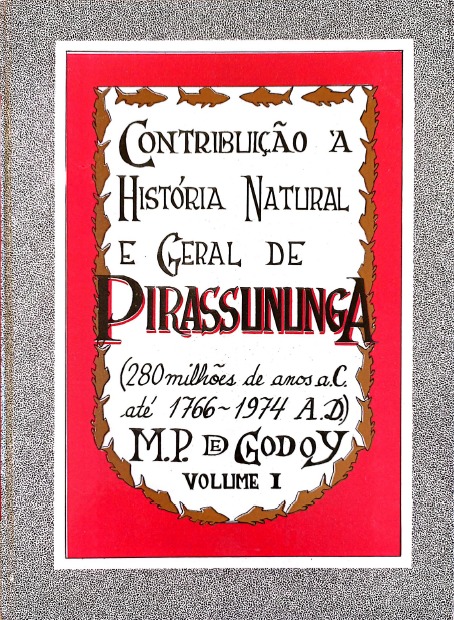 CONTRIBUIÇÃO À
HISTÓRIA NATURAL
E GERAL DE
PIRASSUNUNGA
(280 milhões de anos a.C.
até 1766~1974 A.D)
M.P. DE GODOY
VOLUME I